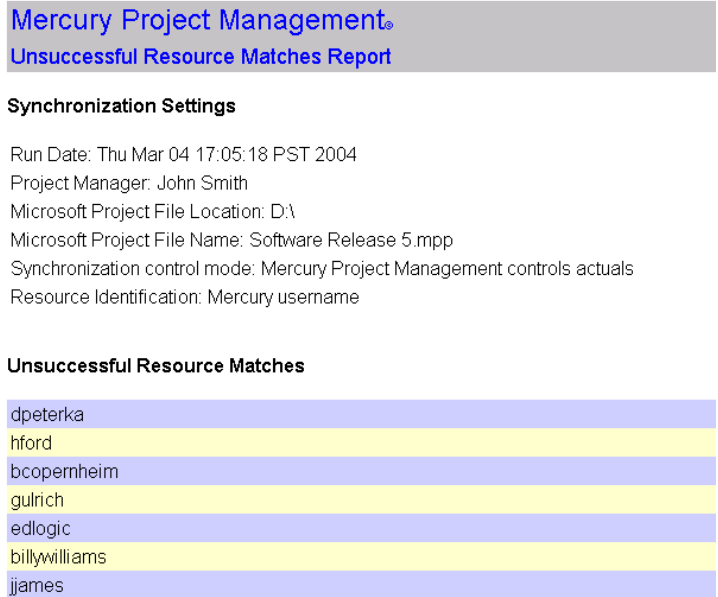 Mercury Project Management®
Unsuccessful Resource Matches Report
Synchronization Settings
Run Date: Thu Mar 04 17:05:18 PST 2004
Project Manager: John Smith
Microsoft Project File Location: D:\
Microsoft Project File Name: Software Release 5.mpp
Synchronization control mode: Mercury Project Management controls actuals
Resource Identification: Mercury username
Unsuccessful Resource Matches
dpeterka
hford
bcopernheim
gulrich
edlogic
billywilliams
jjames